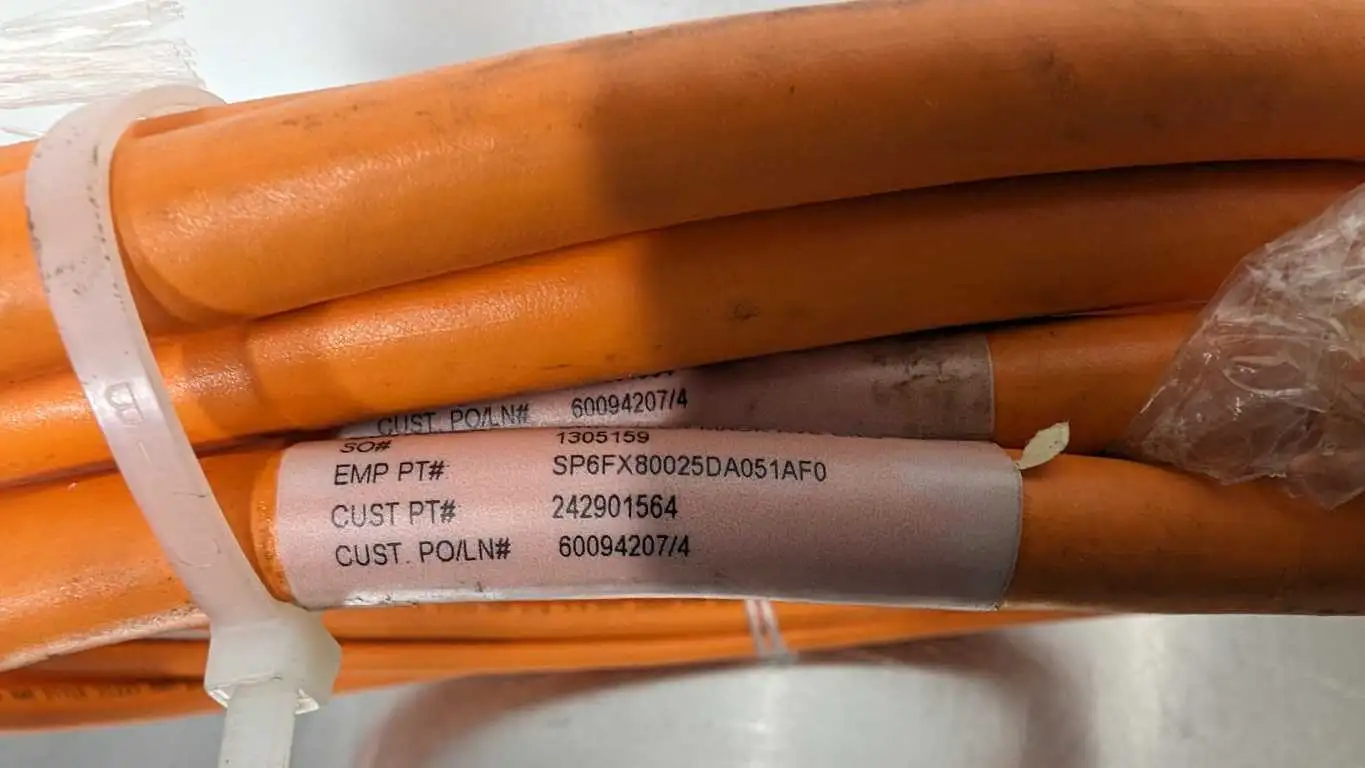 CUST. PO/LN# 60094207/4
SO# 1305159
EMP PT# SP6FX80025DA051AF0
CUST PT# 242901564
CUST. PO/LN# 60094207/4
B